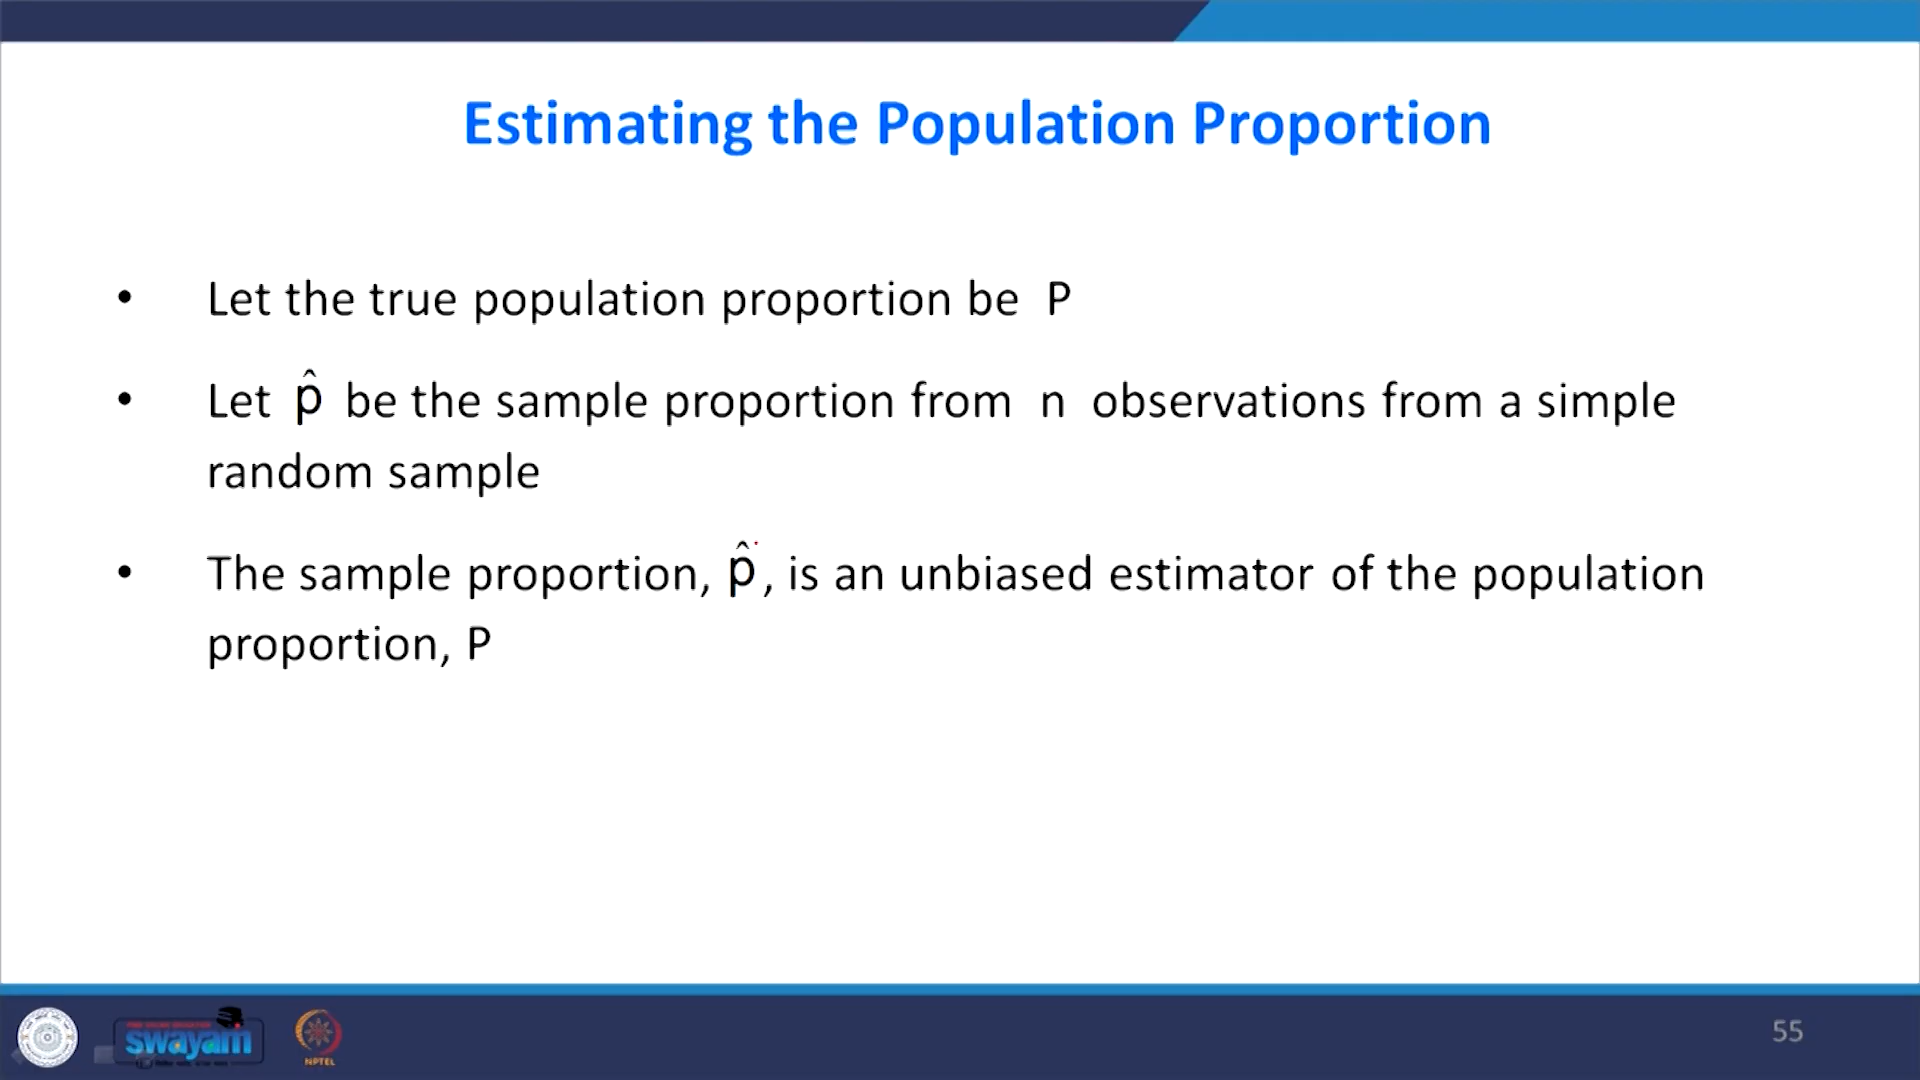 Estimating the Population Proportion
• Let the true population proportion be P
• Let p̂ be the sample proportion from n observations from a simple
random sample
• The sample proportion, p̂, is an unbiased estimator of the population
proportion, P
swayam
NPTEL
55